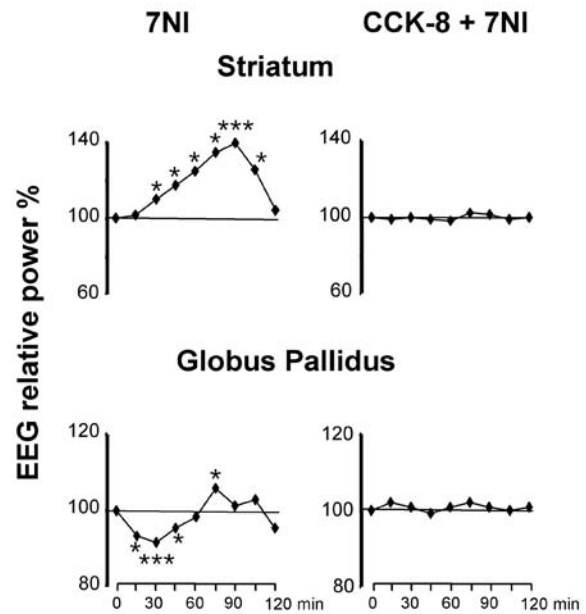 7NI CCK-8 + 7NI
Striatum
EEG relative power %
140
100
60
* * * * *** *
140
100
60
Globus Pallidus
120
100
80
* *** * *
0 30 60 90 120 min
120
100
80
0 30 60 90 120 min